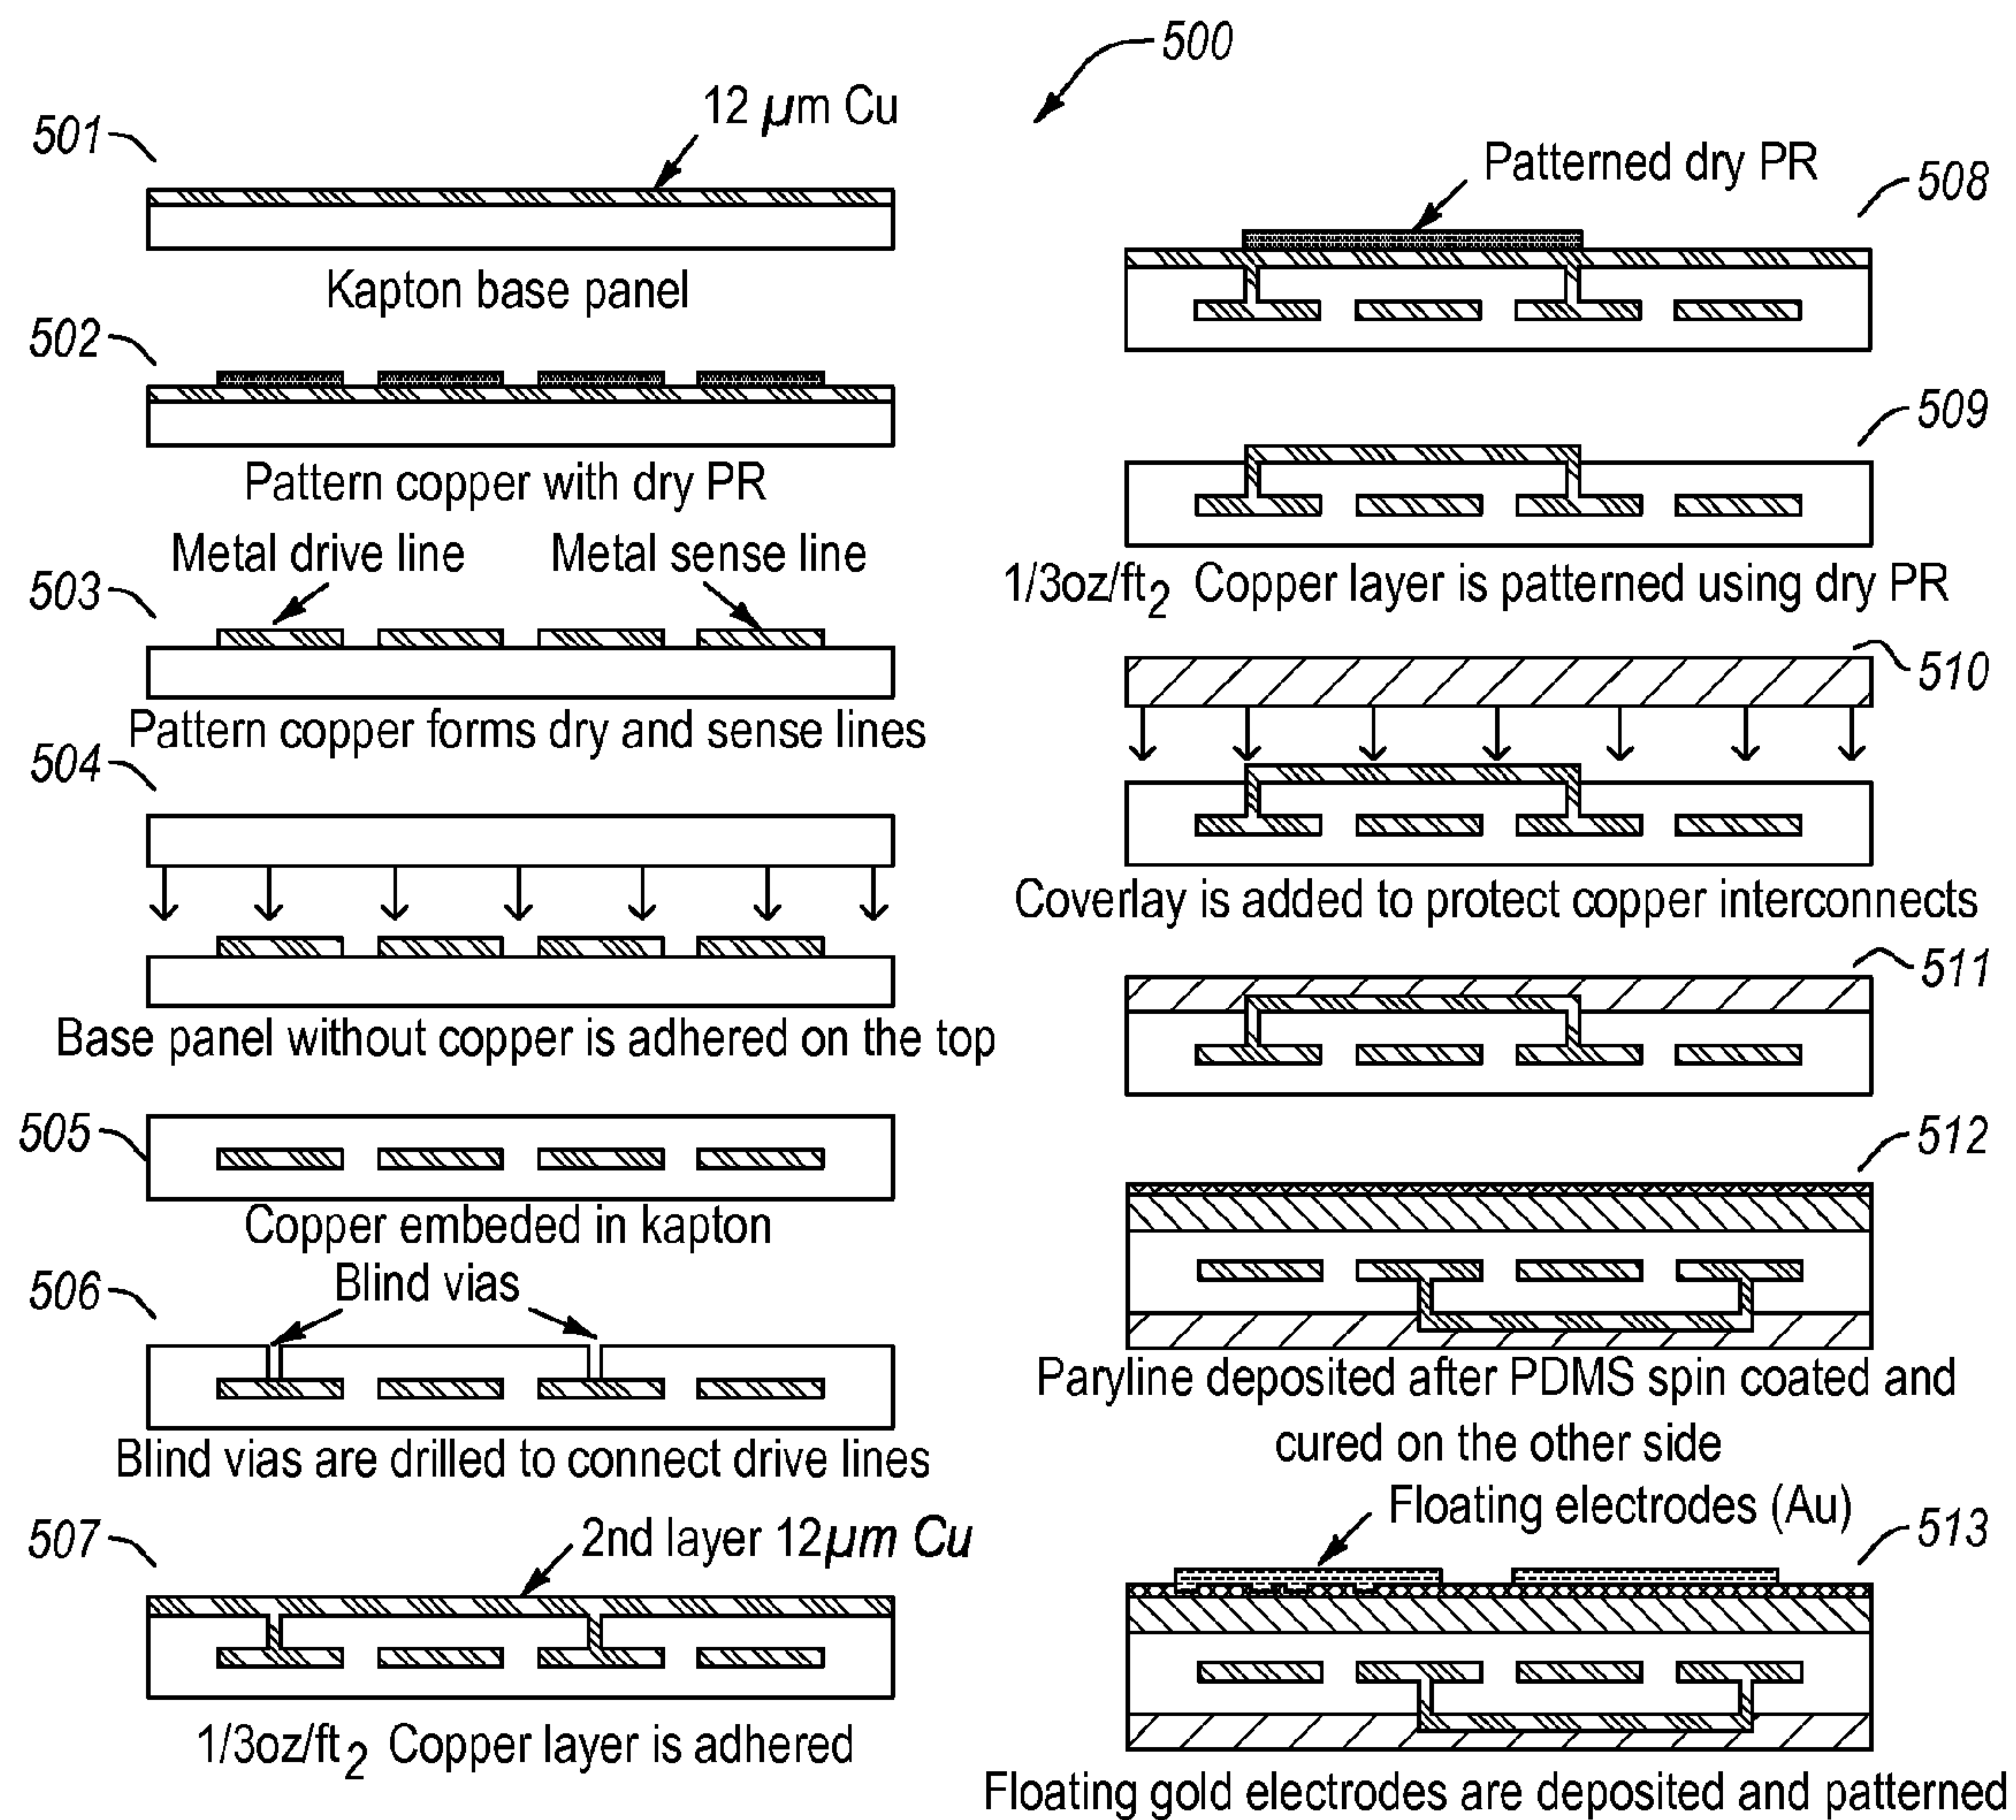 500
501
12 µm Cu
Kapton base panel
502
Pattern copper with dry PR
Metal drive line
Metal sense line
503
Pattern copper forms dry and sense lines
504
Base panel without copper is adhered on the top
505
Copper embeded in kapton
506
Blind vias
Blind vias are drilled to connect drive lines
507
2nd layer 12µm Cu
1/3oz/ft2 Copper layer is adhered
Patterned dry PR
508
509
1/3oz/ft2 Copper layer is patterned using dry PR
510
Coverlay is added to protect copper interconnects
511
512
Paryline deposited after PDMS spin coated and
cured on the other side
Floating electrodes (Au)
513
Floating gold electrodes are deposited and patterned